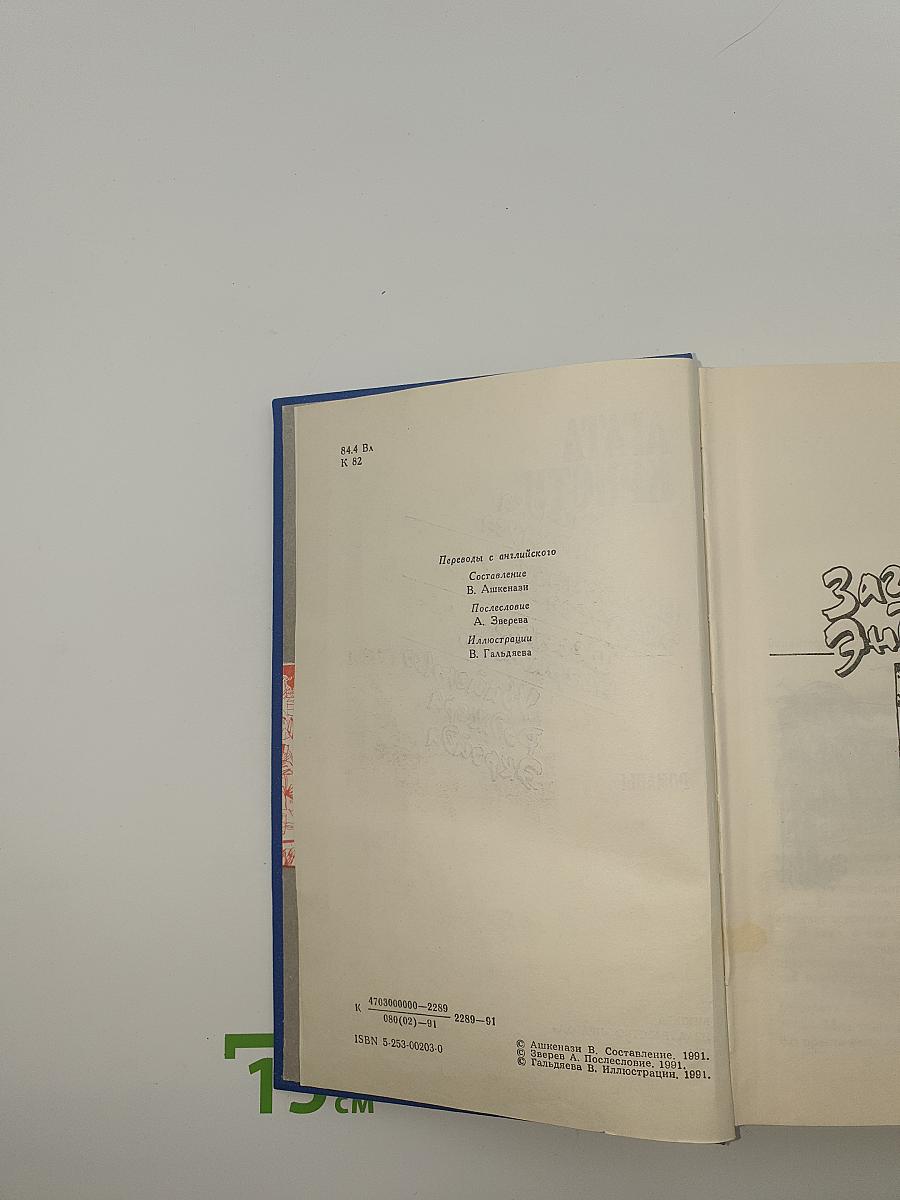 84.4 Вл
К 82
Переводы с английского
Составление
В. Ашкенази
Послесловие
А. Зверева
Иллюстрации
В. Гальдяева
К 4703000000—2289
080(02)—91
2289—91
ISBN 5-253-00203-0
© Ашкенази В. Составление. 1991.
© Зверев А. Послесловие. 1991.
© Гальдяева В. Иллюстрации. 1991.
СМ